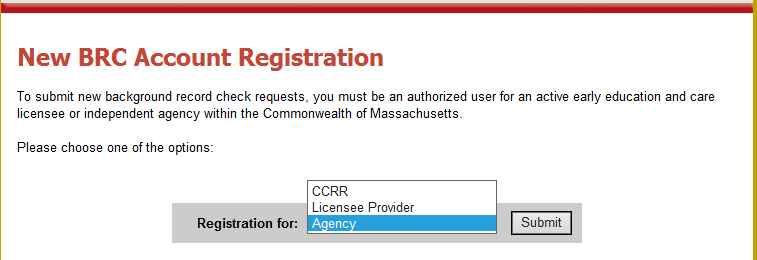 New BRC Account Registration
To submit new background record check requests, you must be an authorized user for an active early education and care
licensee or independent agency within the Commonwealth of Massachusetts.
Please choose one of the options:
CCRR
Licensee Provider
Registration for: Agency Submit